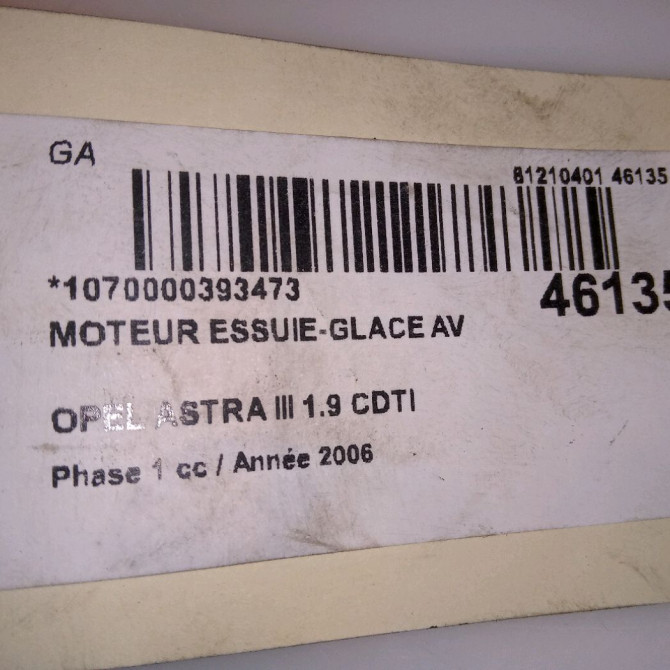 GA
81210401 46135
*1070000393473
46135
MOTEUR ESSUIE-GLACE AV
OPEL ASTRA III 1.9 CDTI
Phase 1 cc / Année 2006